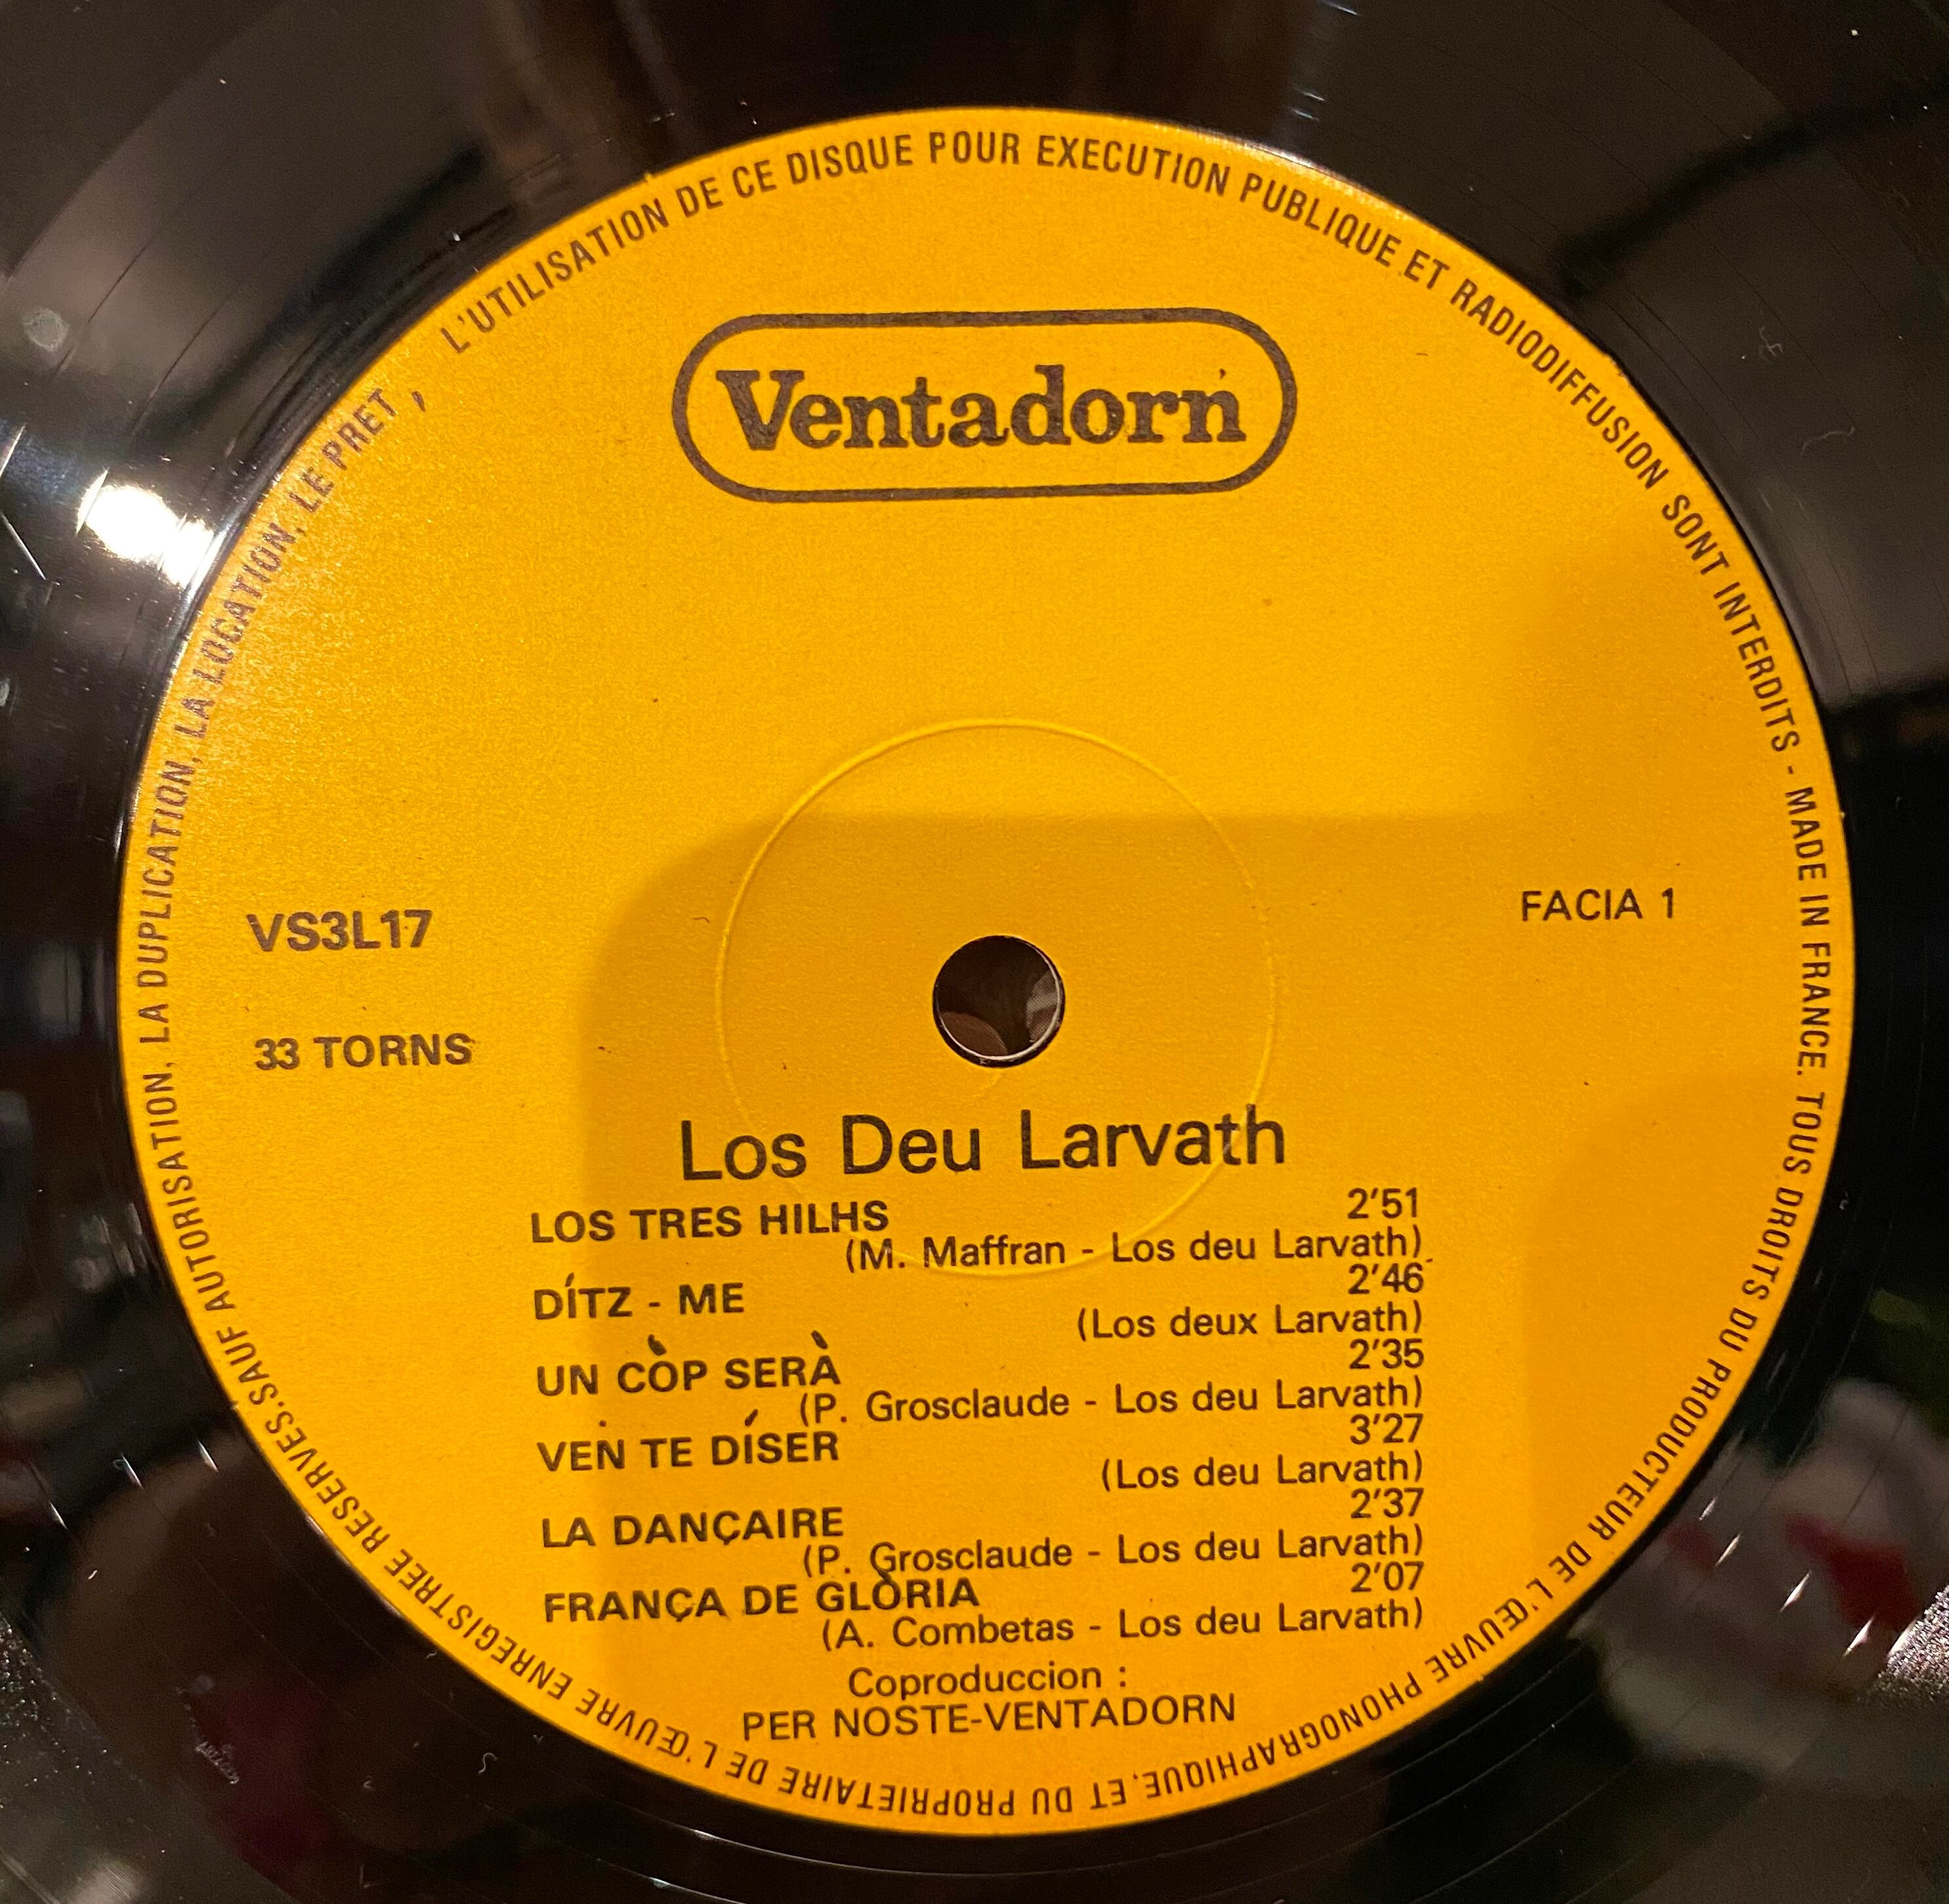 L'UTILISATION DE CE DISQUE POUR EXECUTION PUBLIQUE ET RADIODIFFUSION SONT INTERDITS - MADE IN FRANCE. TOUS DROITS DU PRODUCTEUR DE L'ŒUVRE PHONOGRAPHIQUE.ET DU PROPRIETAIRE DE L'ŒUVRE ENREGISTREE RESERVES.SAUF AUTORISATION, LA DUPLICATION, LA LOCATION, LE PRET,
Ventadorn
VS3L17
FACIA 1
33 TORNS
Los Deu Larvath
LOS TRES HILHS 2'51
(M. Maffran - Los deu Larvath)
DÍTZ - ME 2'46
(Los deux Larvath)
UN CÒP SERÀ 2'35
(P. Grosclaude - Los deu Larvath)
VEN TE DÍSER 3'27
(Los deu Larvath)
LA DANÇAIRE 2'37
(P. Grosclaude - Los deu Larvath)
FRANÇA DE GLÒRIA 2'07
(A. Combetas - Los deu Larvath)
Coproduccion :
PER NOSTE-VENTADORN